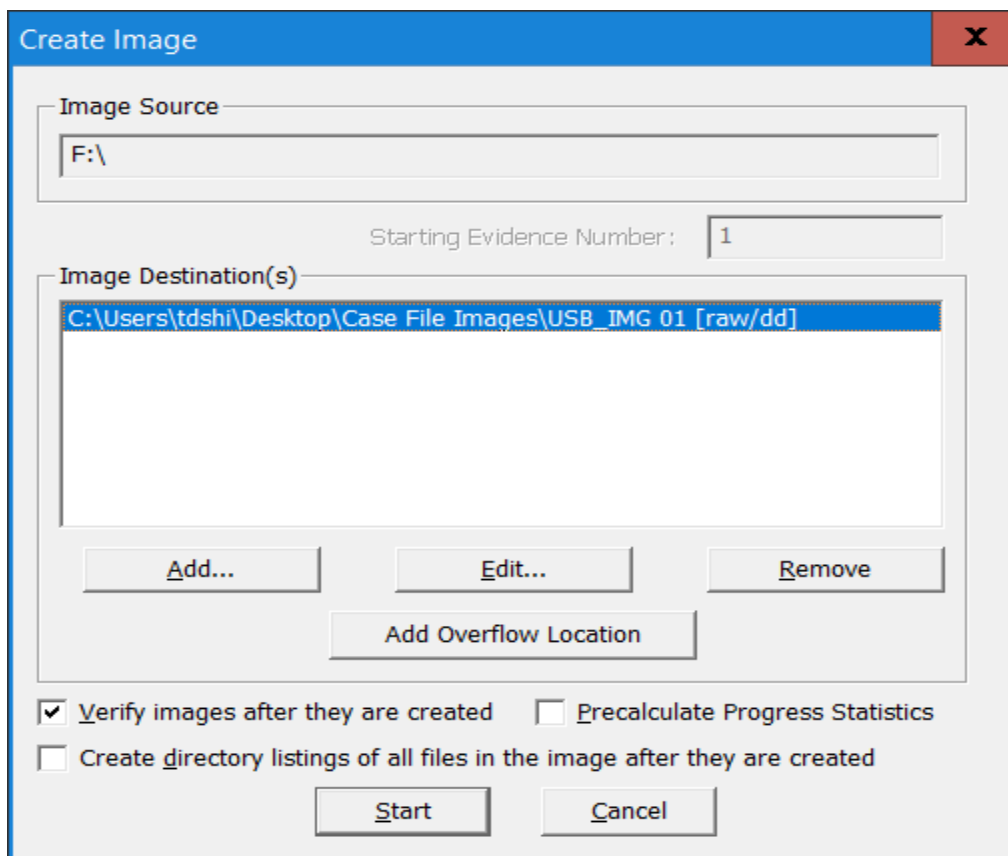 Create Image
X
Image Source
F:\
Starting Evidence Number: 1
Image Destination(s)
C:\Users\tdshi\Desktop\Case File Images\USB_IMG 01 [raw/dd]
Add... Edit... Remove
Add Overflow Location
Verify images after they are created Precalculate Progress Statistics
Create directory listings of all files in the image after they are created
Start Cancel